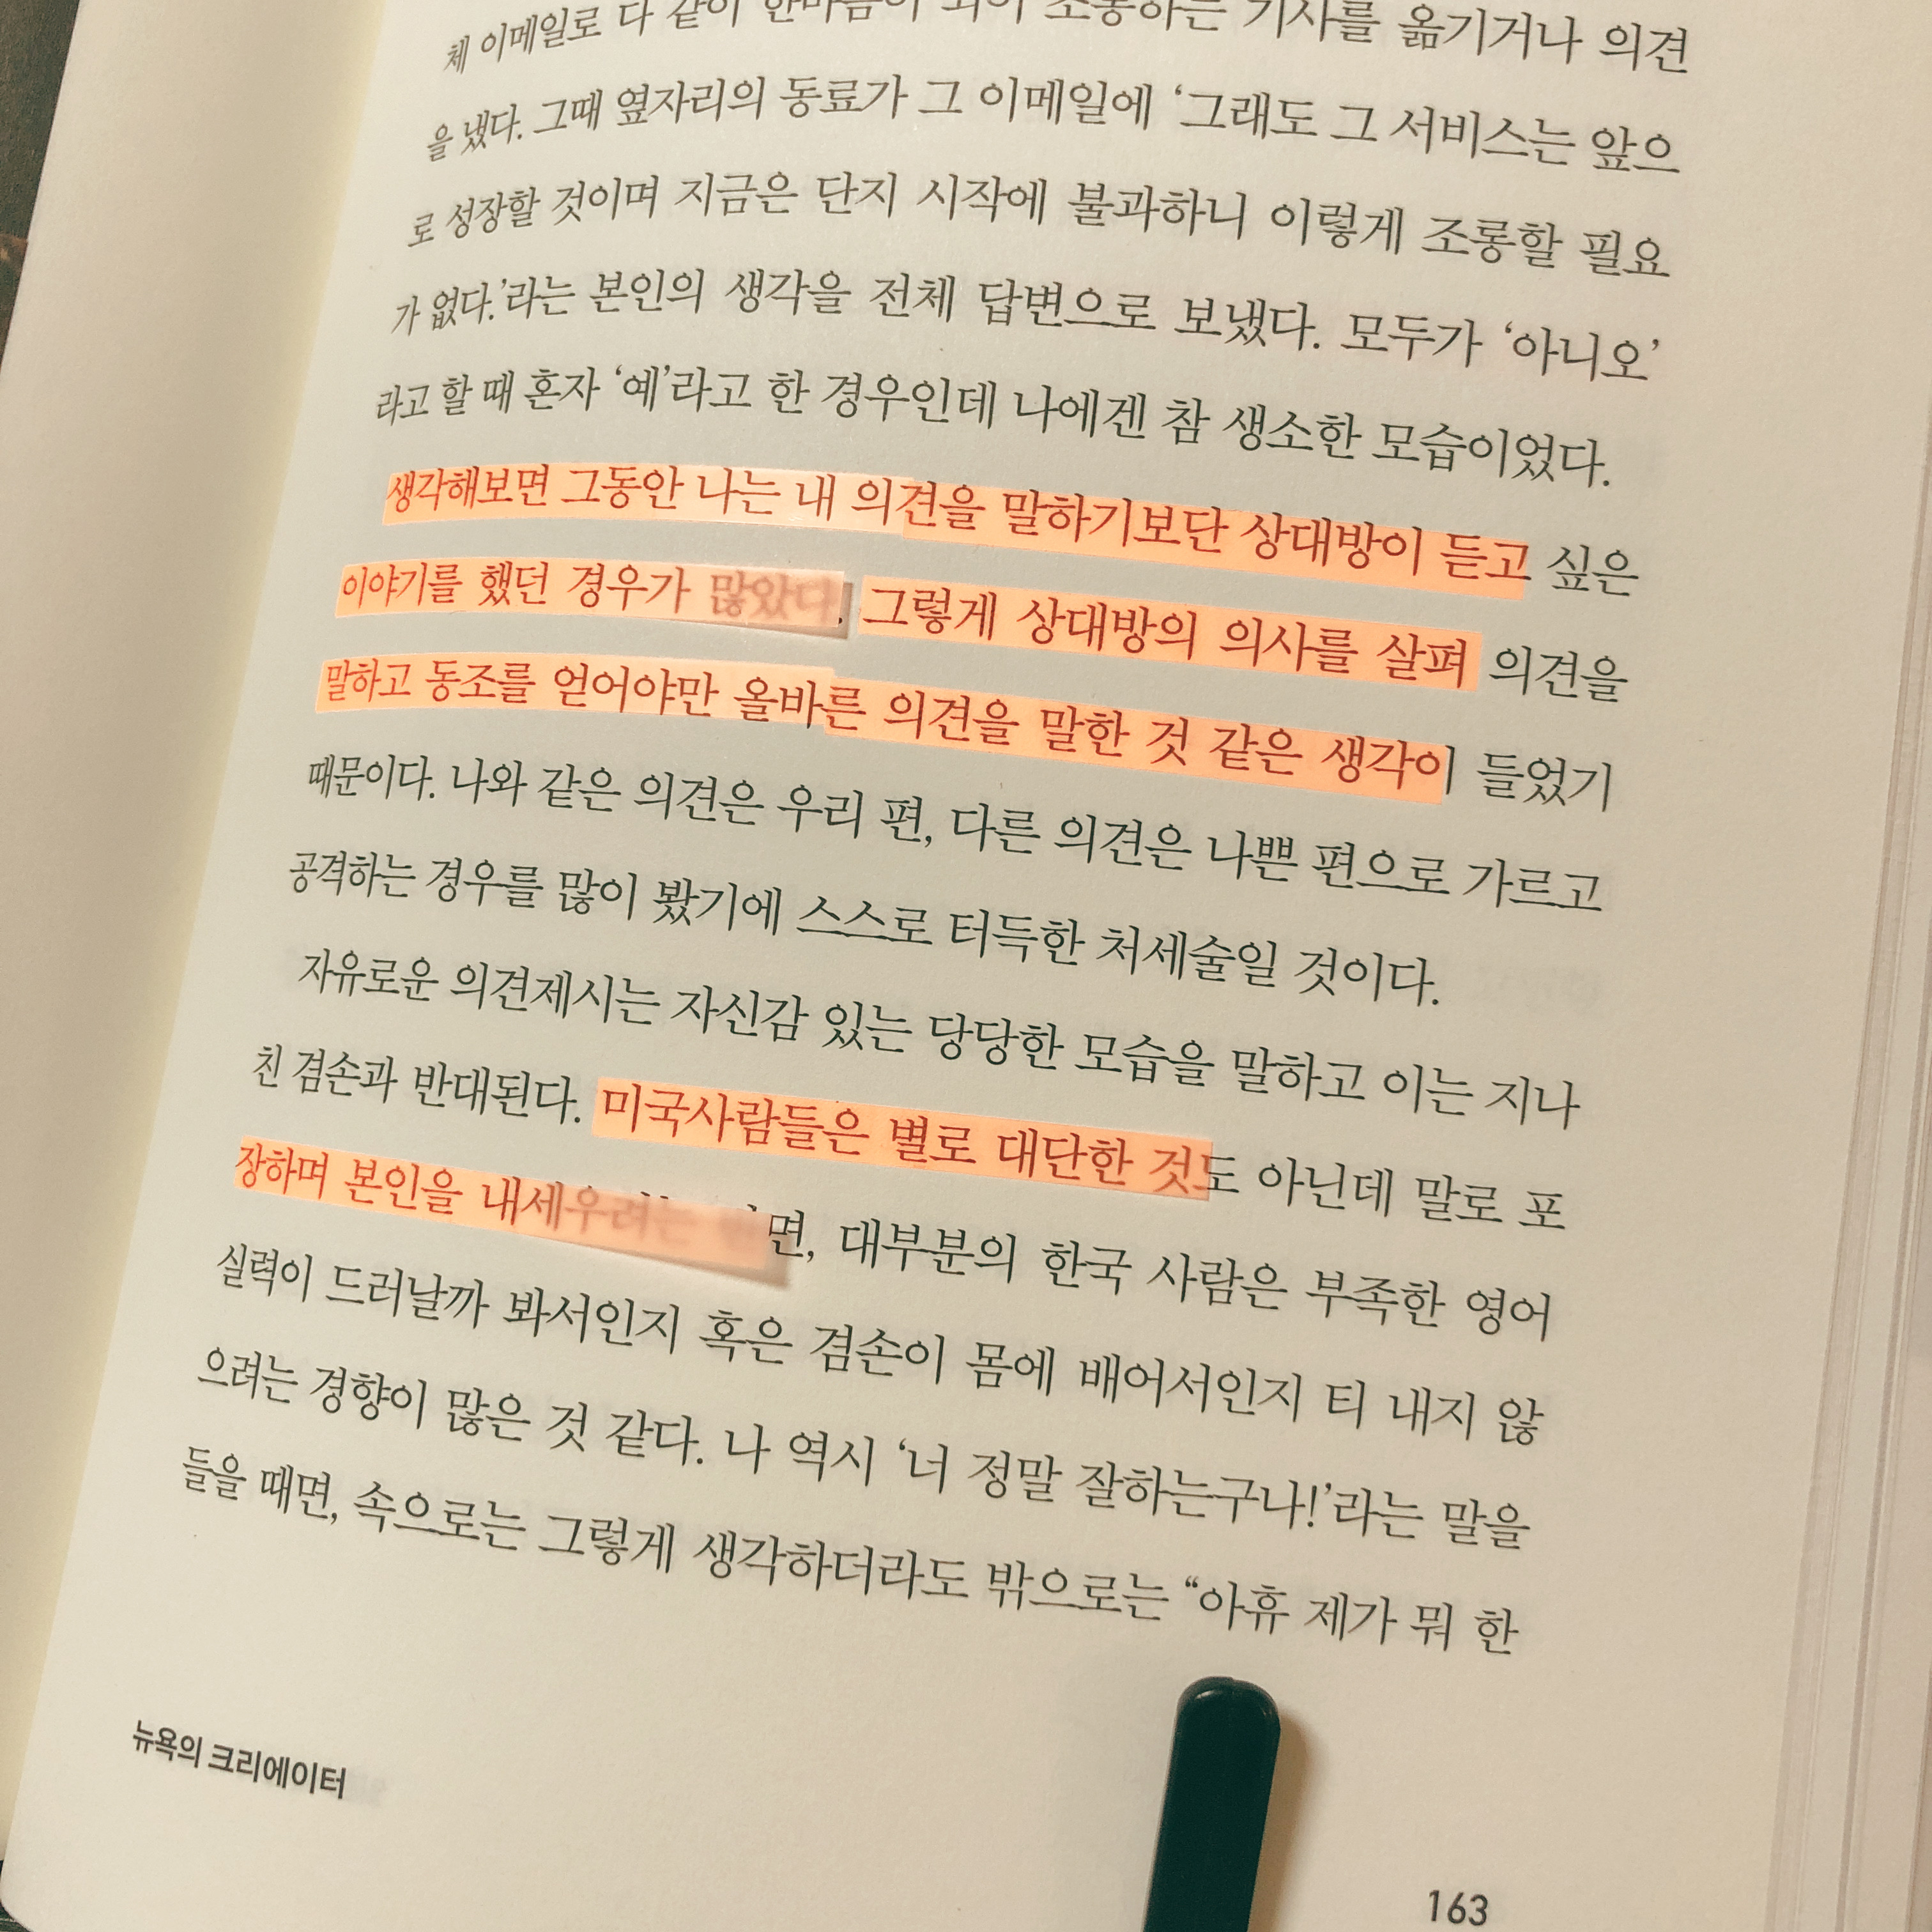 체 이메일로 다 같이 한마음이 되어 조롱하는 기사를 옮기거나 의견
을 냈다. 그때 옆자리의 동료가 그 이메일에 ‘그래도 그 서비스는 앞으
로 성장할 것이며 지금은 단지 시작에 불과하니 이렇게 조롱할 필요
가 없다.’라는 본인의 생각을 전체 답변으로 보냈다. 모두가 ‘아니오’
라고 할 때 혼자 ‘예’라고 한 경우인데 나에겐 참 생소한 모습이었다.
생각해보면 그동안 나는 내 의견을 말하기보단 상대방이 듣고 싶은
이야기를 했던 경우가 많았다. 그렇게 상대방의 의사를 살펴 의견을
말하고 동조를 얻어야만 올바른 의견을 말한 것 같은 생각이 들었기
때문이다. 나와 같은 의견은 우리 편, 다른 의견은 나쁜 편으로 가르고
공격하는 경우를 많이 봤기에 스스로 터득한 처세술일 것이다.
자유로운 의견제시는 자신감 있는 당당한 모습을 말하고 이는 지나
친 겸손과 반대된다. 미국사람들은 별로 대단한 것도 아닌데 말로 포
장하며 본인을 내세우려는 면, 대부분의 한국 사람은 부족한 영어
실력이 드러날까 봐서인지 혹은 겸손이 몸에 배어서인지 티 내지 않
으려는 경향이 많은 것 같다. 나 역시 ‘너 정말 잘하는구나!’라는 말을
들을 때면, 속으로는 그렇게 생각하더라도 밖으로는 “아휴 제가 뭐 한
뉴욕의 크리에이터
163